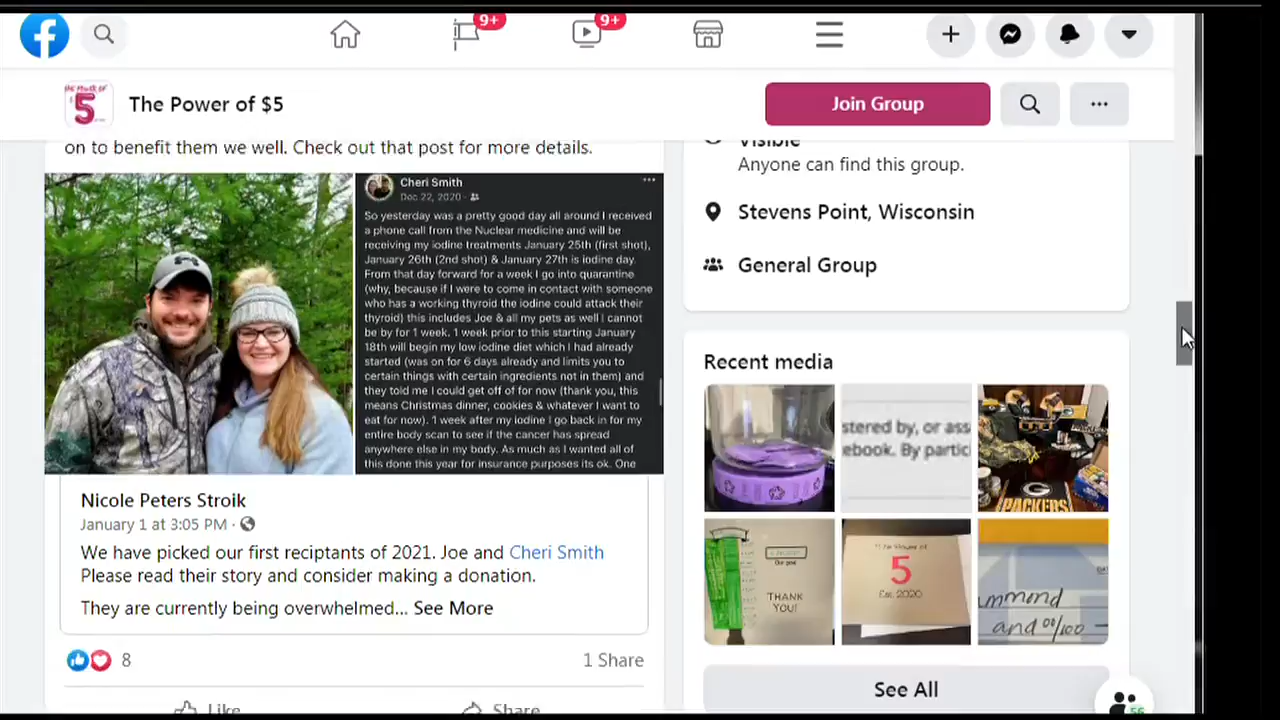 9+
9+
the Power of
5
The Power of $5
Join Group
on to benefit them we well. Check out that post for more details.
Cheri Smith
Dec 22, 2020 ·
So yesterday was a pretty good day all around I received
a phone call from the Nuclear medicine and will be
receiving my iodine treatments January 25th (first shot),
January 26th (2nd shot) & January 27th is iodine day.
From that day forward for a week I go into quarantine
(why, because if I were to come in contact with someone
who has a working thyroid the iodine could attack their
thyroid) this includes Joe & all my pets as well I cannot
be by for 1 week. 1 week prior to this starting January
18th will begin my low iodine diet which I had already
started (was on for 6 days already and limits you to
certain things with certain ingredients not in them) and
they told me I could get off of for now (thank you, this
means Christmas dinner, cookies & whatever I want to
eat for now). 1 week after my iodine I go back in for my
entire body scan to see if the cancer has spread
anywhere else in my body. As much as I wanted all of
this done this year for insurance purposes its ok. One
Nicole Peters Stroik
January 1 at 3:05 PM ·
We have picked our first reciptants of 2021. Joe and Cheri Smith
Please read their story and consider making a donation.
They are currently being overwhelmed... See More
8
1 Share
Like
Share
Visible
Anyone can find this group.
Stevens Point, Wisconsin
General Group
Recent media
stered by, or ass
ebook. By partic
G
PACKERS
Our goal
THANK
YOU!
The Power of
5
Est. 2020
ommond
and 00/100
See All
56